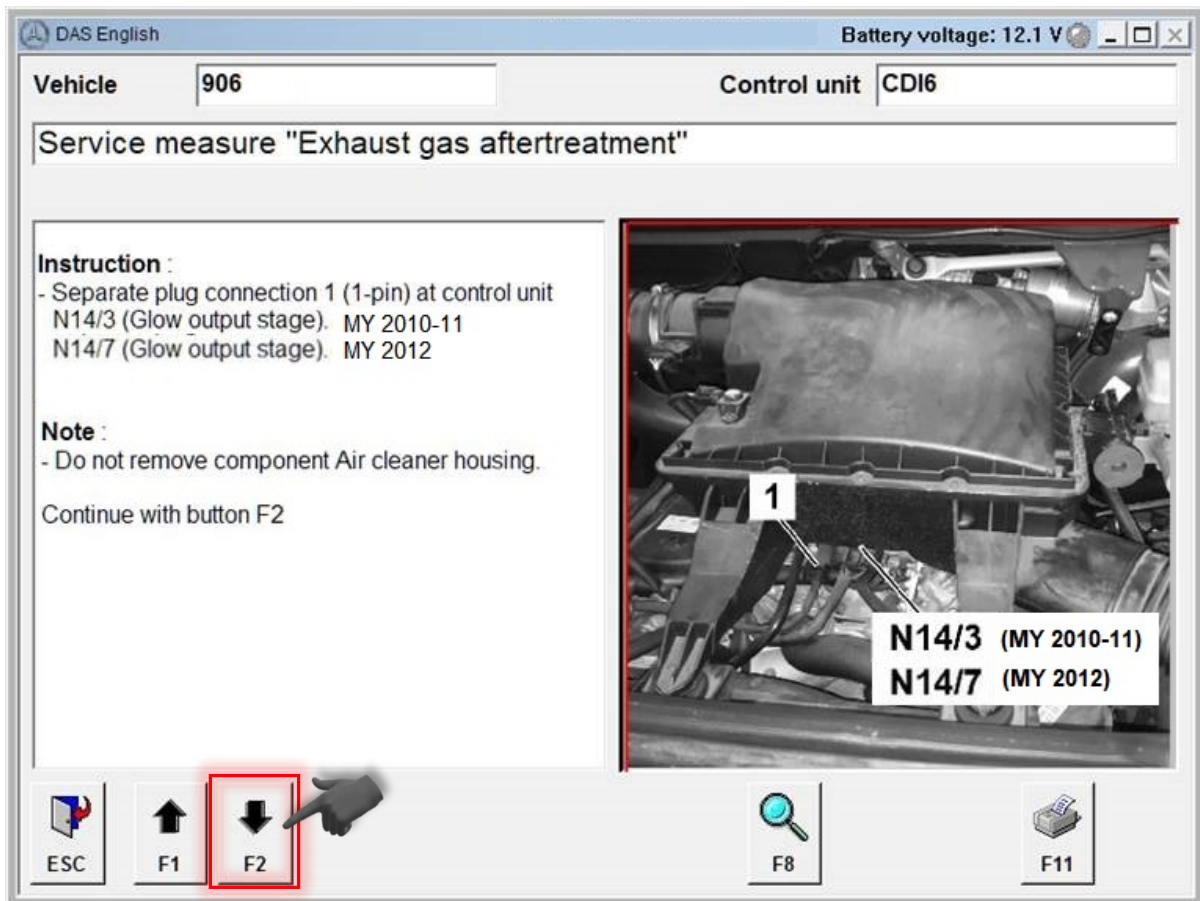 DAS English
Battery voltage: 12.1 V
Vehicle 906 Control unit CDI6
Service measure "Exhaust gas aftertreatment"
Instruction :
- Separate plug connection 1 (1-pin) at control unit
N14/3 (Glow output stage). MY 2010-11
N14/7 (Glow output stage). MY 2012
Note :
- Do not remove component Air cleaner housing.
Continue with button F2
1
N14/3 (MY 2010-11)
N14/7 (MY 2012)
ESC F1 F2 F8 F11